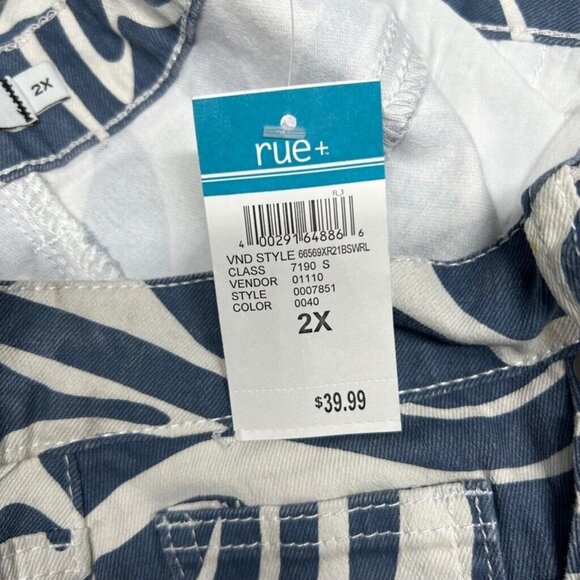 2X
rue+
FL_3
4 00291 64886 6
VND STYLE 66569XR21BSWRL
CLASS 7190 S
VENDOR 01110
STYLE 0007851
COLOR 0040
2X
$39.99